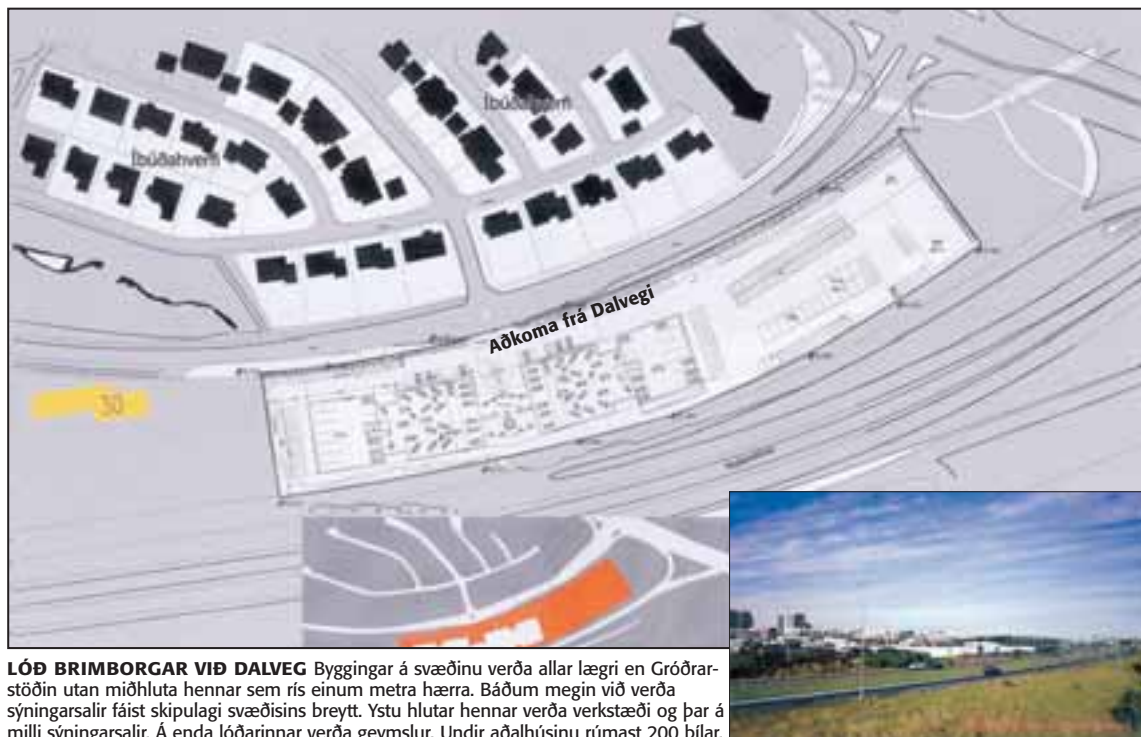 Íbúðahverfi
Íbúðahverfi
Aðkoma frá Dalvegi
30
LÓÐ BRIMBORGAR VIÐ DALVEG Byggingar á svæðinu verða allar lægri en Gróðrar-
stöðin utan miðhluta hennar sem rís einum metra hærra. Báðum megin við verða
sýningarsalir fáist skipulagi svæðisins breytt. Ystu hlutar hennar verða verkstæði og þar á
milli sýningarsalir. Á enda lóðarinnar verða geymslur. Undir aðalhúsinu rúmast 200 bílar.